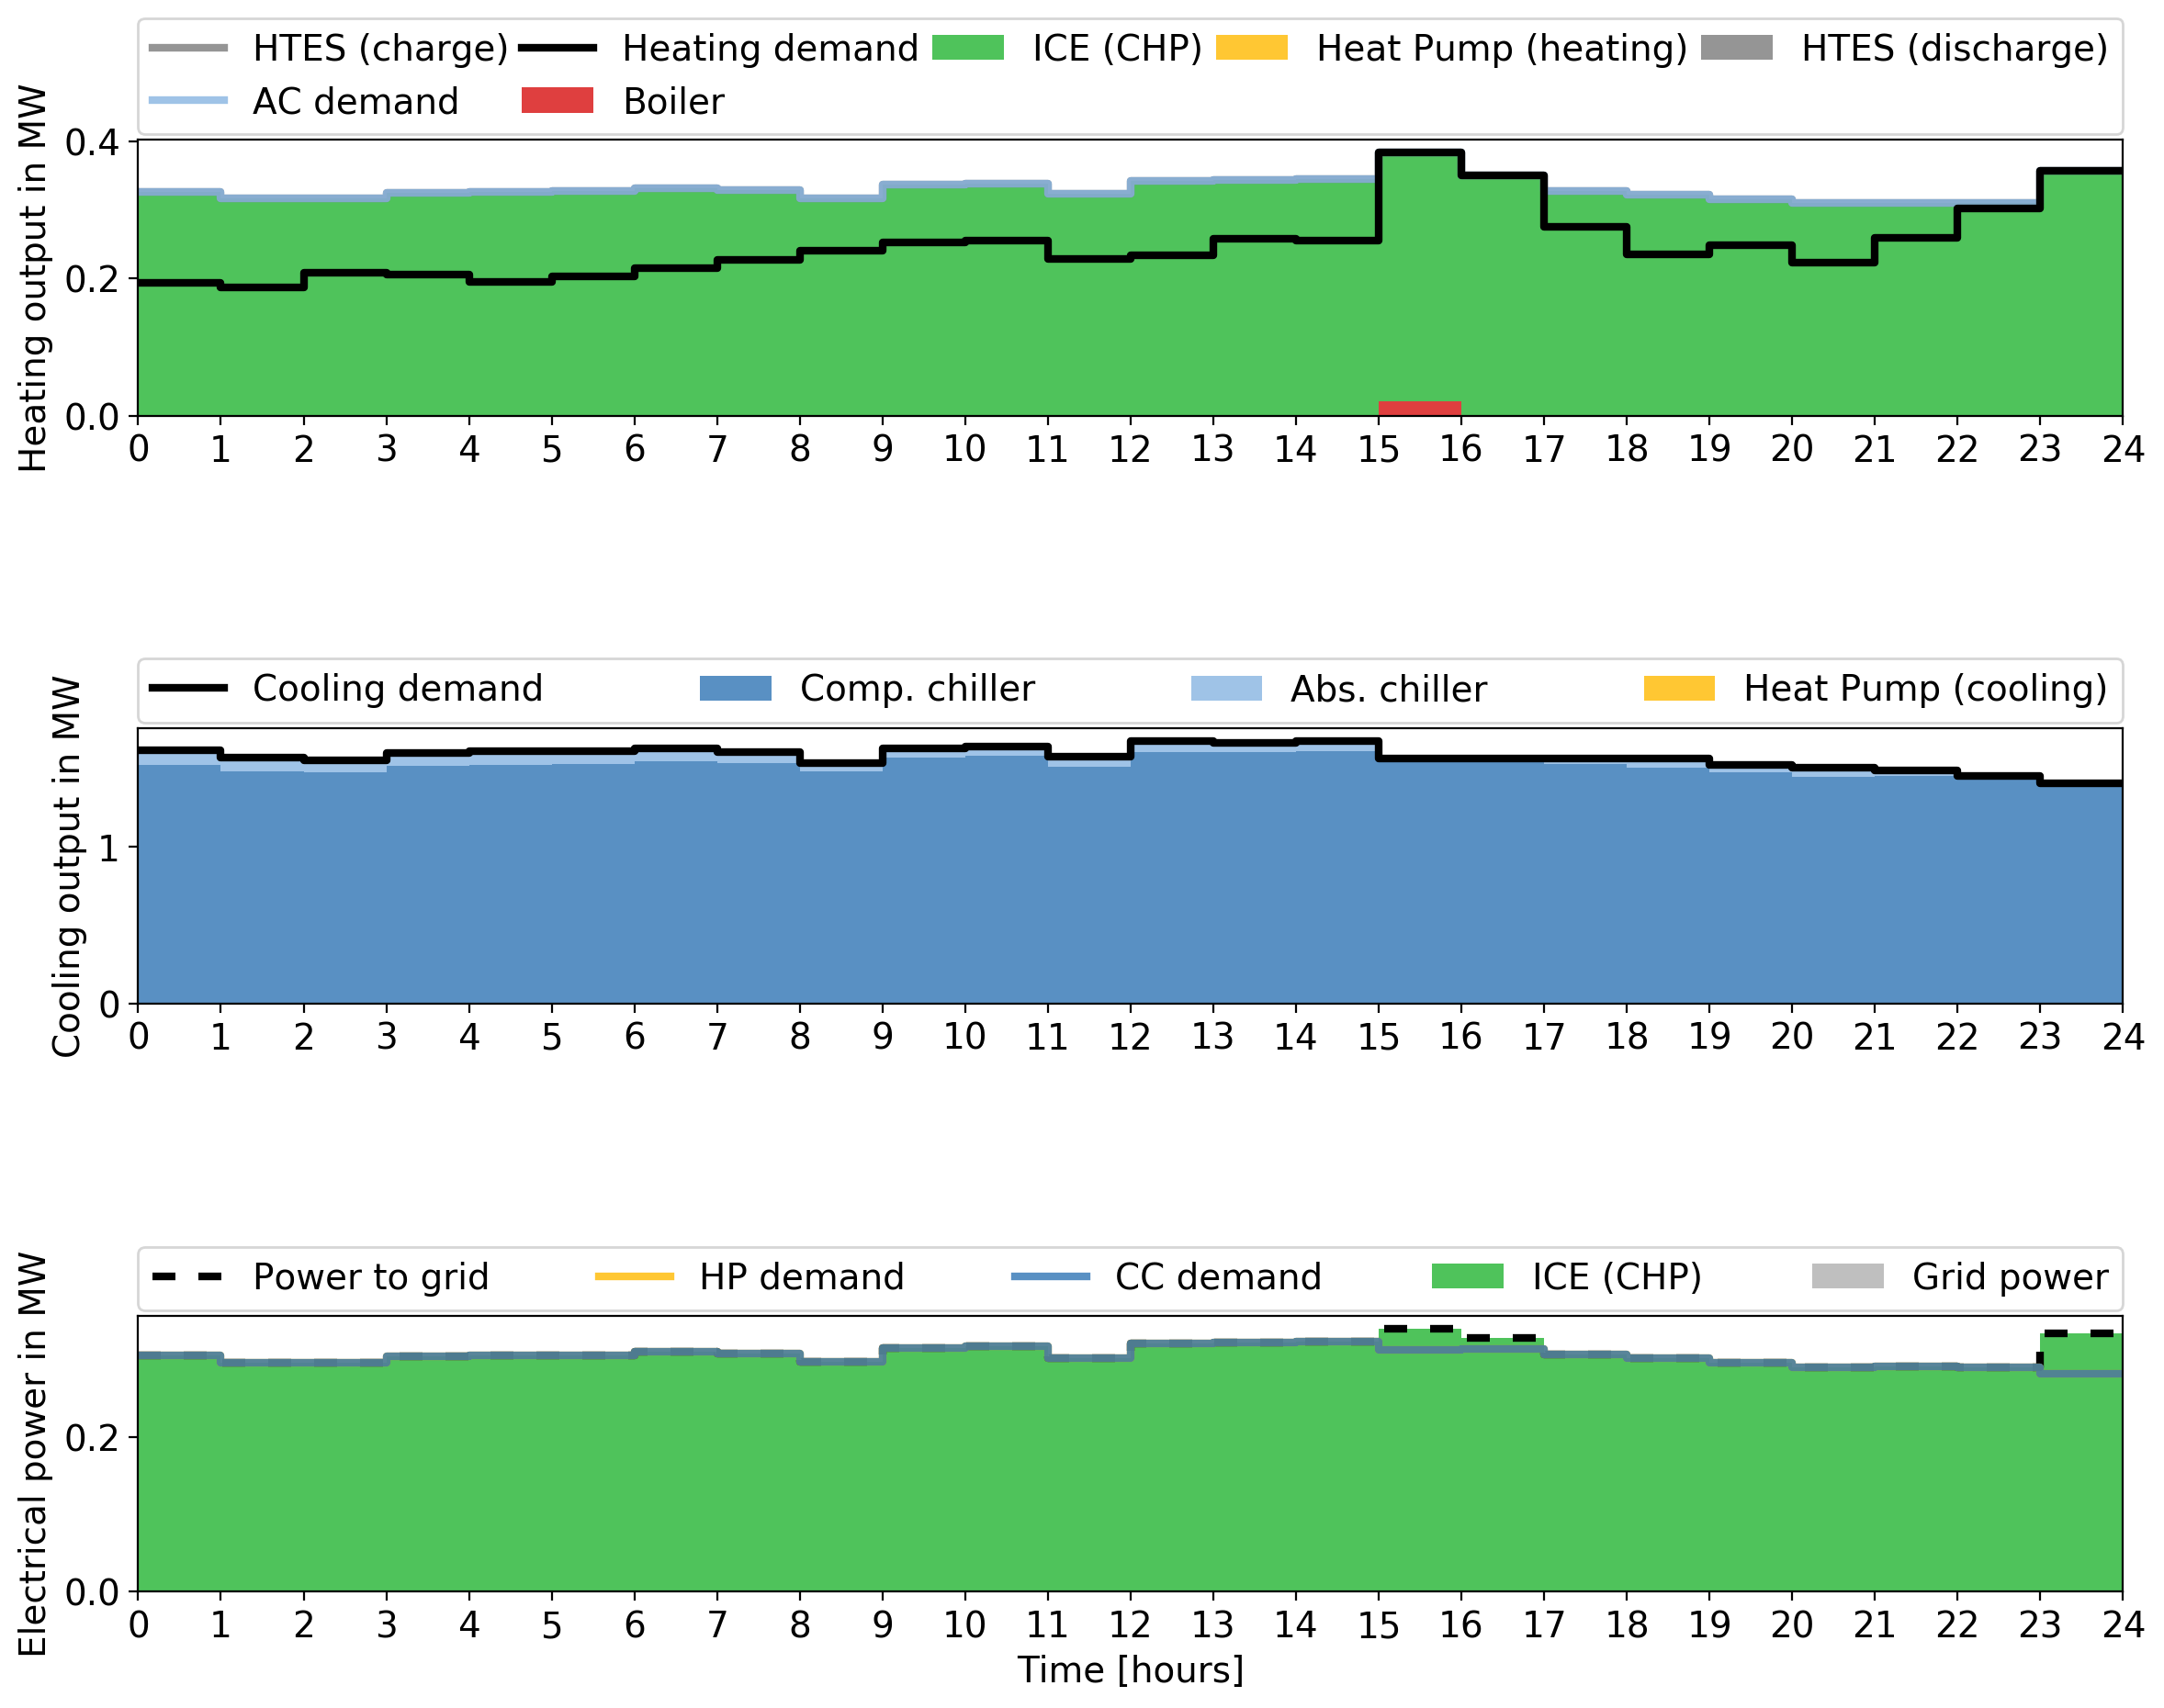 HTES (charge) Heating demand ICE (CHP) Heat Pump (heating) HTES (discharge)
AC demand Boiler
Heating output in MW
0.4
0.2
0.0
0 1 2 3 4 5 6 7 8 9 10 11 12 13 14 15 16 17 18 19 20 21 22 23 24
Cooling demand Comp. chiller Abs. chiller Heat Pump (cooling)
Cooling output in MW
1
0
0 1 2 3 4 5 6 7 8 9 10 11 12 13 14 15 16 17 18 19 20 21 22 23 24
Power to grid HP demand CC demand ICE (CHP) Grid power
Electrical power in MW
0.2
0.0
0 1 2 3 4 5 6 7 8 9 10 11 12 13 14 15 16 17 18 19 20 21 22 23 24
Time [hours]